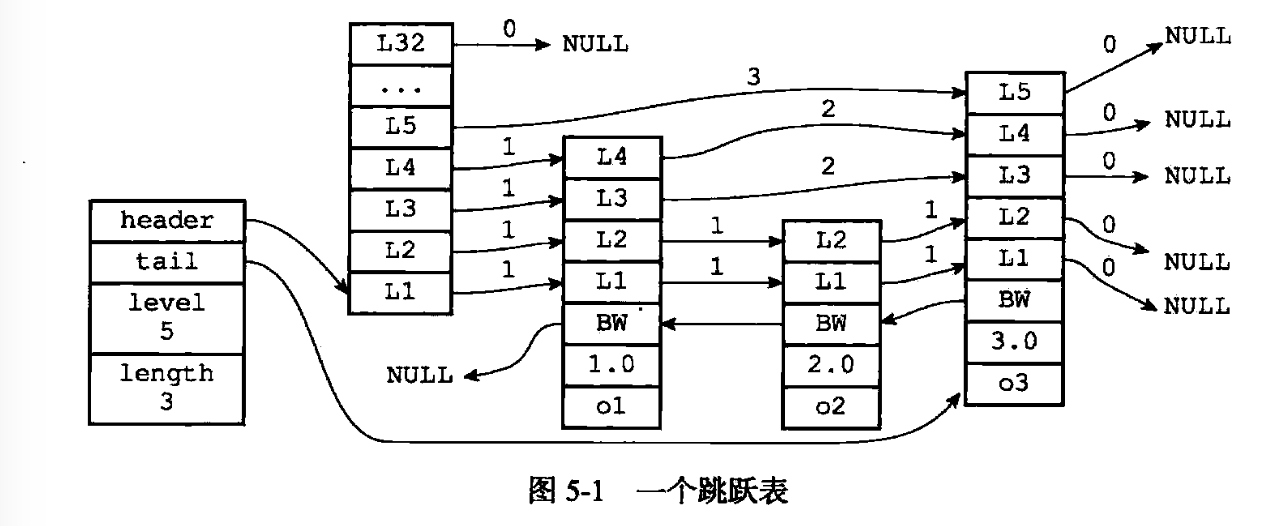 header
tail
level
5
length
3
L32
...
L5
L4
L3
L2
L1
0
NULL
1
1
1
1
3
L4
L3
L2
L1
BW
1.0
o1
NULL
2
2
1
1
L2
L1
BW
2.0
o2
1
1
L5
L4
L3
L2
L1
BW
3.0
o3
0
NULL
0
NULL
0
NULL
0
NULL
0
NULL
图 5-1 一个跳跃表